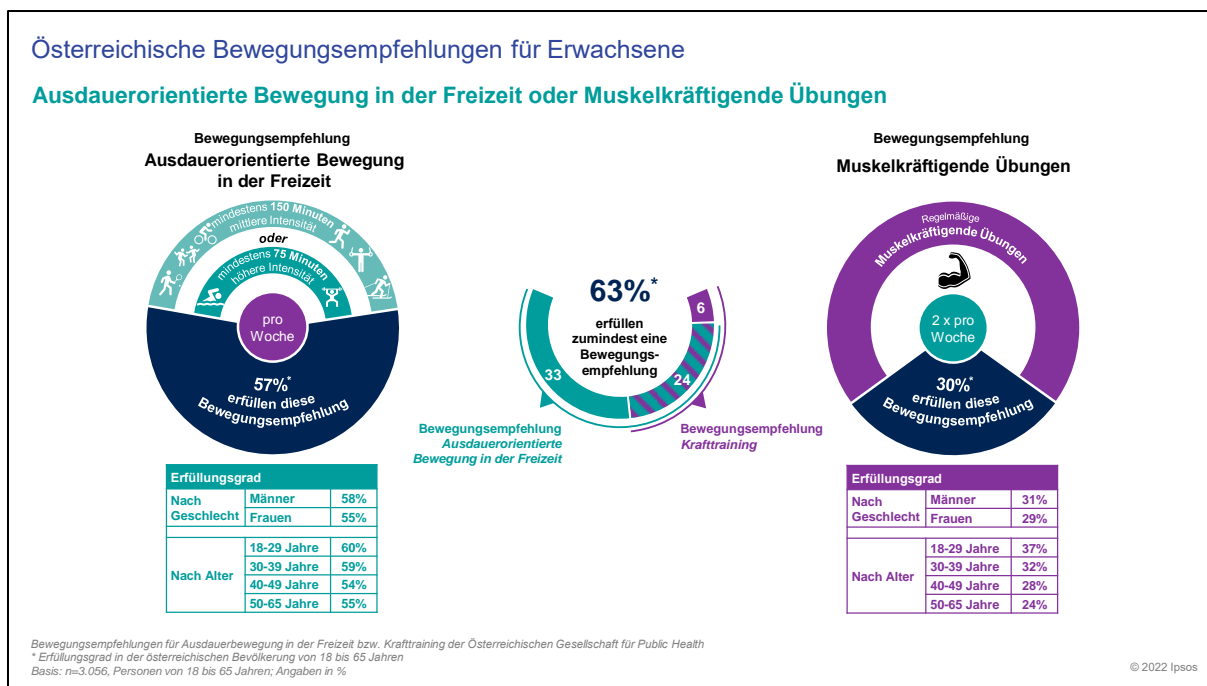 Österreichische Bewegungsempfehlungen für Erwachsene
Ausdauerorientierte Bewegung in der Freizeit oder Muskelkräftigende Übungen
Bewegungsempfehlung
Ausdauerorientierte Bewegung
in der Freizeit
mindestens 150 Minuten
mittlere Intensität
oder
mindestens 75 Minuten
höhere Intensität
pro
Woche
57%*
erfüllen diese
Bewegungsempfehlung
Erfüllungsgrad
Nach Geschlecht Männer 58%
Frauen 55%
Nach Alter 18-29 Jahre 60%
30-39 Jahre 59%
40-49 Jahre 54%
50-65 Jahre 55%
63%*
erfüllen
zumindest eine
Bewegungs-
empfehlung
33
24
6
Bewegungsempfehlung
Ausdauerorientierte
Bewegung in der Freizeit
Bewegungsempfehlung
Krafttraining
Bewegungsempfehlung
Muskelkräftigende Übungen
Regelmäßige
Muskelkräftigende Übungen
2 x pro
Woche
30%*
erfüllen diese
Bewegungsempfehlung
Erfüllungsgrad
Nach Geschlecht Männer 31%
Frauen 29%
Nach Alter 18-29 Jahre 37%
30-39 Jahre 32%
40-49 Jahre 28%
50-65 Jahre 24%
Bewegungsempfehlungen für Ausdauerbewegung in der Freizeit bzw. Krafttraining der Österreichischen Gesellschaft für Public Health
* Erfüllungsgrad in der österreichischen Bevölkerung von 18 bis 65 Jahren
Basis: n=3.056, Personen von 18 bis 65 Jahren; Angaben in %
© 2022 Ipsos